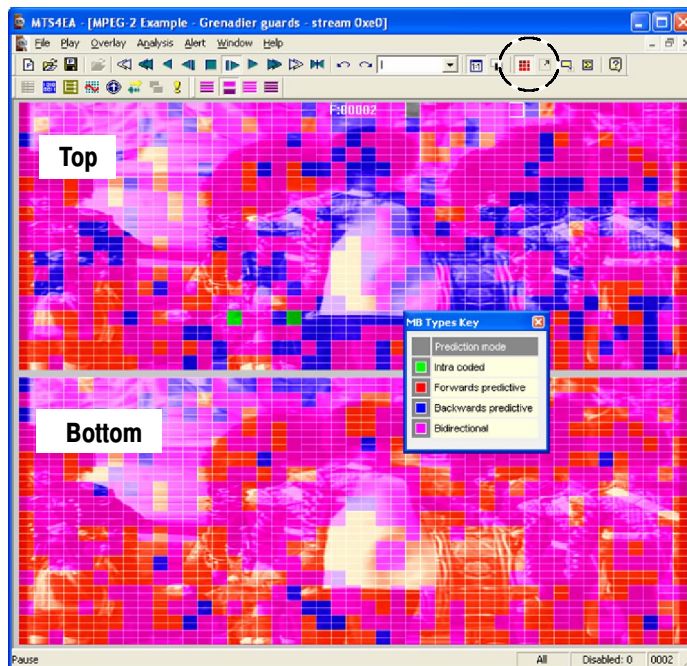 MTS4EA - [MPEG-2 Example - Grenadier guards - stream 0xe0]
File Play Overlay Analysis Alert Window Help
F:00002
Top
MB Types Key
Prediction mode
Intra coded
Forwards predictive
Backwards predictive
Bidirectional
Bottom
Pause All Disabled: 0 0002